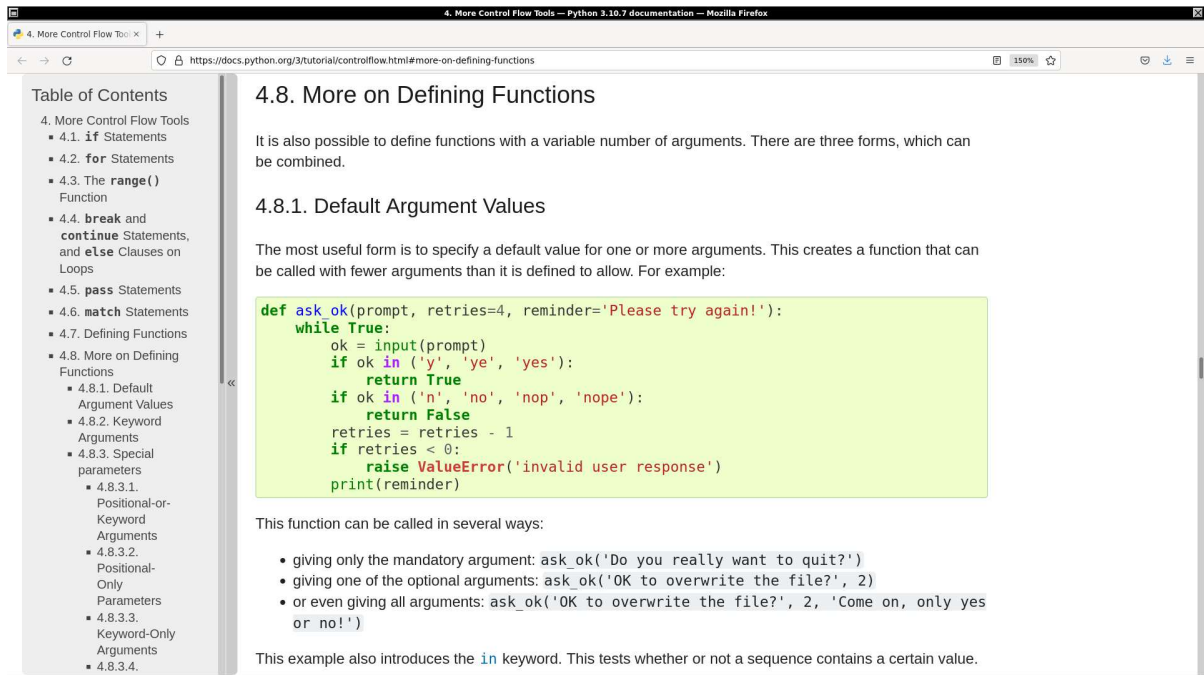 4. More Control Flow Tools — Python 3.10.7 documentation — Mozilla Firefox
4. More Control Flow Too
https://docs.python.org/3/tutorial/controlflow.html#more-on-defining-functions
150%
Table of Contents
4. More Control Flow Tools
4.1. if Statements
4.2. for Statements
4.3. The range()
Function
4.4. break and
continue Statements,
and else Clauses on
Loops
4.5. pass Statements
4.6. match Statements
4.7. Defining Functions
4.8. More on Defining
Functions
4.8.1. Default
Argument Values
4.8.2. Keyword
Arguments
4.8.3. Special
parameters
4.8.3.1.
Positional-or-
Keyword
Arguments
4.8.3.2.
Positional-
Only
Parameters
4.8.3.3.
Keyword-Only
Arguments
4.8.3.4.
«
4.8. More on Defining Functions
It is also possible to define functions with a variable number of arguments. There are three forms, which can
be combined.
4.8.1. Default Argument Values
The most useful form is to specify a default value for one or more arguments. This creates a function that can
be called with fewer arguments than it is defined to allow. For example:
def ask_ok(prompt, retries=4, reminder='Please try again!'):
    while True:
        ok = input(prompt)
        if ok in ('y', 'ye', 'yes'):
            return True
        if ok in ('n', 'no', 'nop', 'nope'):
            return False
        retries = retries - 1
        if retries < 0:
            raise ValueError('invalid user response')
        print(reminder)
This function can be called in several ways:
• giving only the mandatory argument: ask_ok('Do you really want to quit?')
• giving one of the optional arguments: ask_ok('OK to overwrite the file?', 2)
• or even giving all arguments: ask_ok('OK to overwrite the file?', 2, 'Come on, only yes
or no!')
This example also introduces the in keyword. This tests whether or not a sequence contains a certain value.